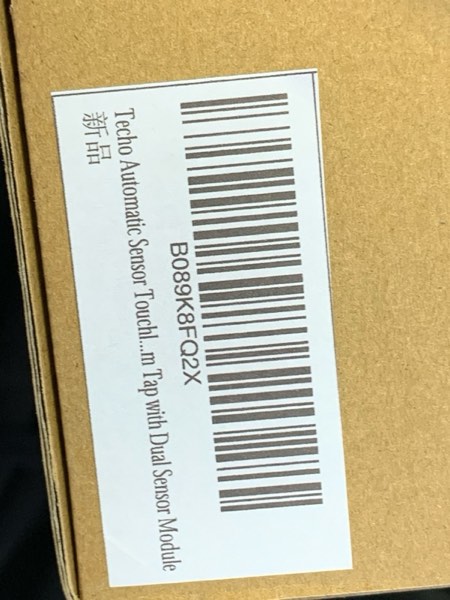 B089K8FQ2X
Techo Automatic Sensor Touchl...m Tap with Dual Sensor Module
新品